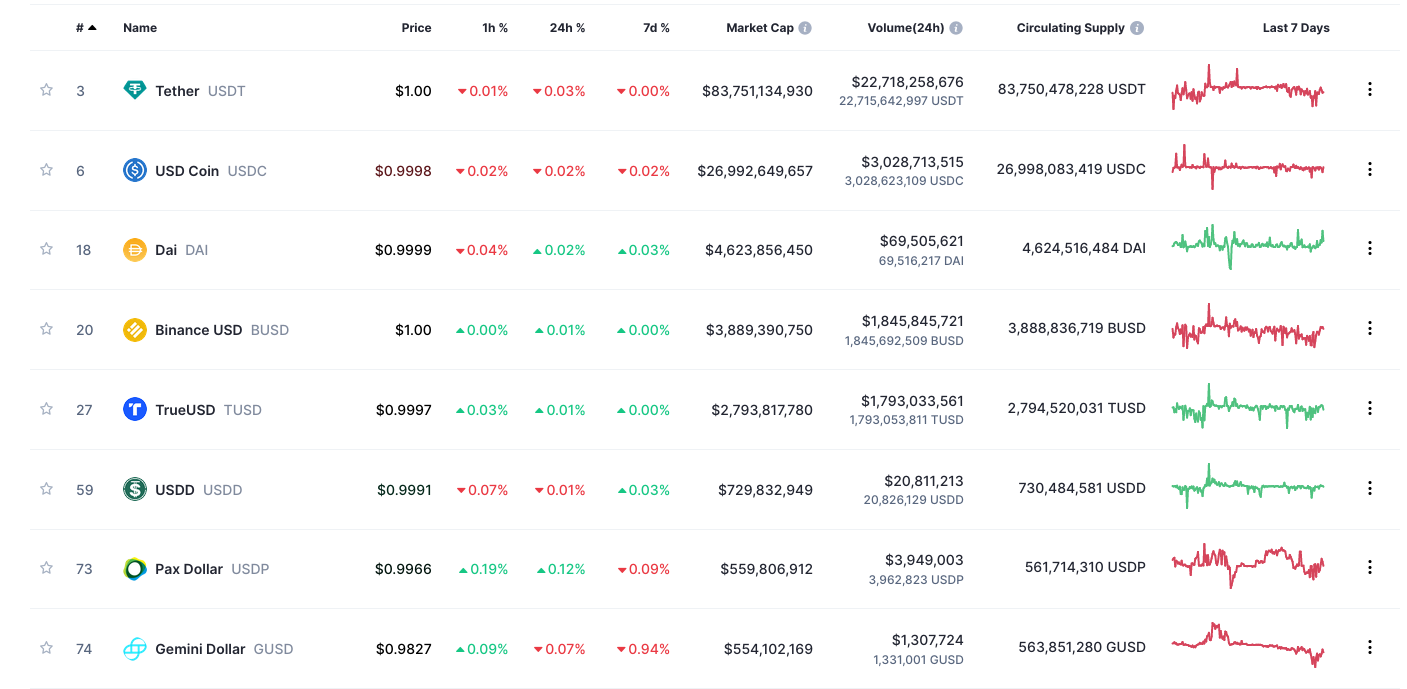 # Name Price 1h % 24h % 7d % Market Cap Volume(24h) Circulating Supply Last 7 Days
3 Tether USDT $1.00 0.01% 0.03% 0.00% $83,751,134,930 $22,718,258,676 83,750,478,228 USDT
22,715,642,997 USDT
6 USD Coin USDC $0.9998 0.02% 0.02% 0.02% $26,992,649,657 $3,028,713,515 26,998,083,419 USDC
3,028,623,109 USDC
18 Dai DAI $0.9999 0.04% 0.02% 0.03% $4,623,856,450 $69,505,621 4,624,516,484 DAI
69,516,217 DAI
20 Binance USD BUSD $1.00 0.00% 0.01% 0.00% $3,889,390,750 $1,845,845,721 3,888,836,719 BUSD
1,845,692,509 BUSD
27 TrueUSD TUSD $0.9997 0.03% 0.01% 0.00% $2,793,817,780 $1,793,033,561 2,794,520,031 TUSD
1,793,053,811 TUSD
59 USDD USDD $0.9991 0.07% 0.01% 0.03% $729,832,949 $20,811,213 730,484,581 USDD
20,826,129 USDD
73 Pax Dollar USDP $0.9966 0.19% 0.12% 0.09% $559,806,912 $3,949,003 561,714,310 USDP
3,962,823 USDP
74 Gemini Dollar GUSD $0.9827 0.09% 0.07% 0.94% $554,102,169 $1,307,724 563,851,280 GUSD
1,331,001 GUSD